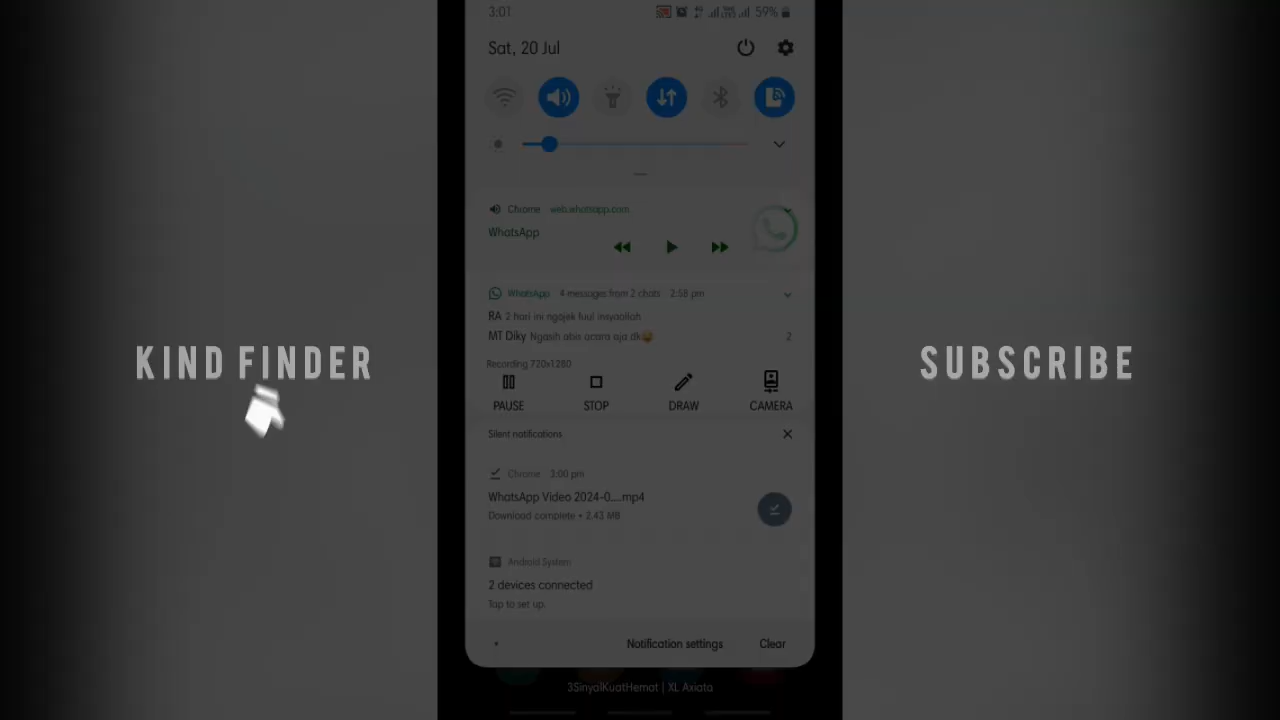 3:01
59%
Sat, 20 Jul
Chrome · web.whatsapp.com
WhatsApp
WhatsApp 4 messages from 2 chats · 2:58 pm
RA 2 hari ini ngojek fuul insyaollah
MT Diky Ngasih abis acara aja dk😅
2
Recording 720x1280
PAUSE STOP DRAW CAMERA
Silent notifications
Chrome · 3:00 pm
WhatsApp Video 2024-0....mp4
Download complete • 2.43 MB
Android System
2 devices connected
Tap to set up.
Notification settings Clear
3SinyalKuatHemat | XL Axiata
KIND FINDER
SUBSCRIBE